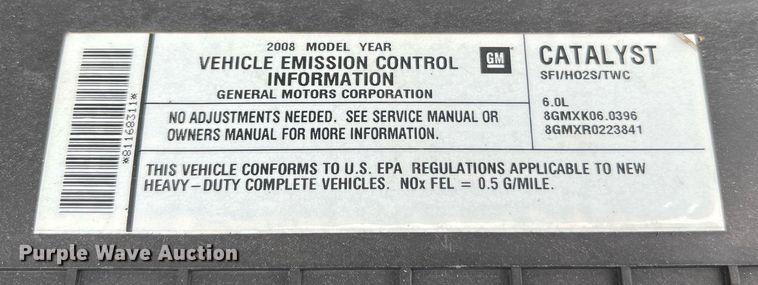 2008 MODEL YEAR
VEHICLE EMISSION CONTROL
INFORMATION
GENERAL MOTORS CORPORATION
GM
CATALYST
SFI/HO2S/TWC
6.0L
8GMXK06.0396
8GMXR0223841
NO ADJUSTMENTS NEEDED. SEE SERVICE MANUAL OR
OWNERS MANUAL FOR MORE INFORMATION.
THIS VEHICLE CONFORMS TO U.S. EPA REGULATIONS APPLICABLE TO NEW
HEAVY-DUTY COMPLETE VEHICLES. NOx FEL = 0.5 G/MILE.
*81168311*
Purple Wave Auction